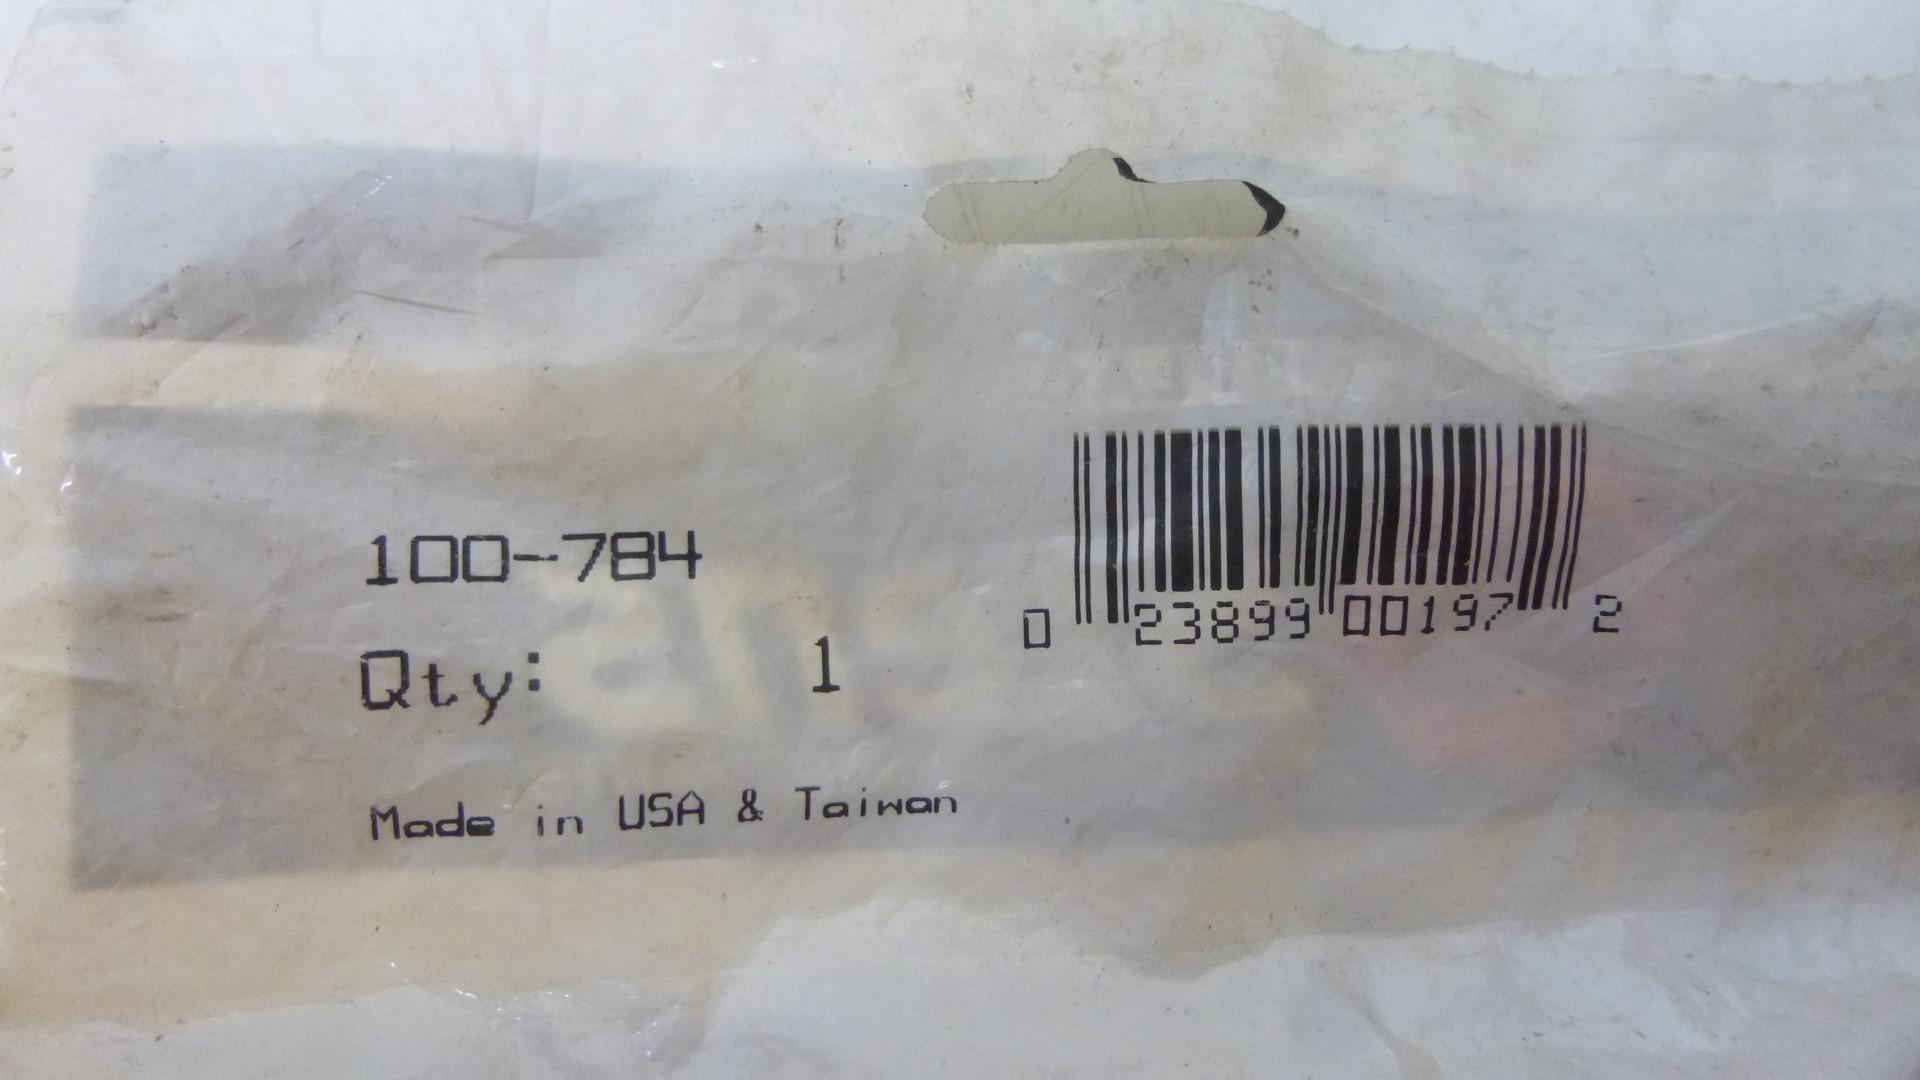 100-784
Qty: 1
Made in USA & Taiwan
0 23899 00197 2